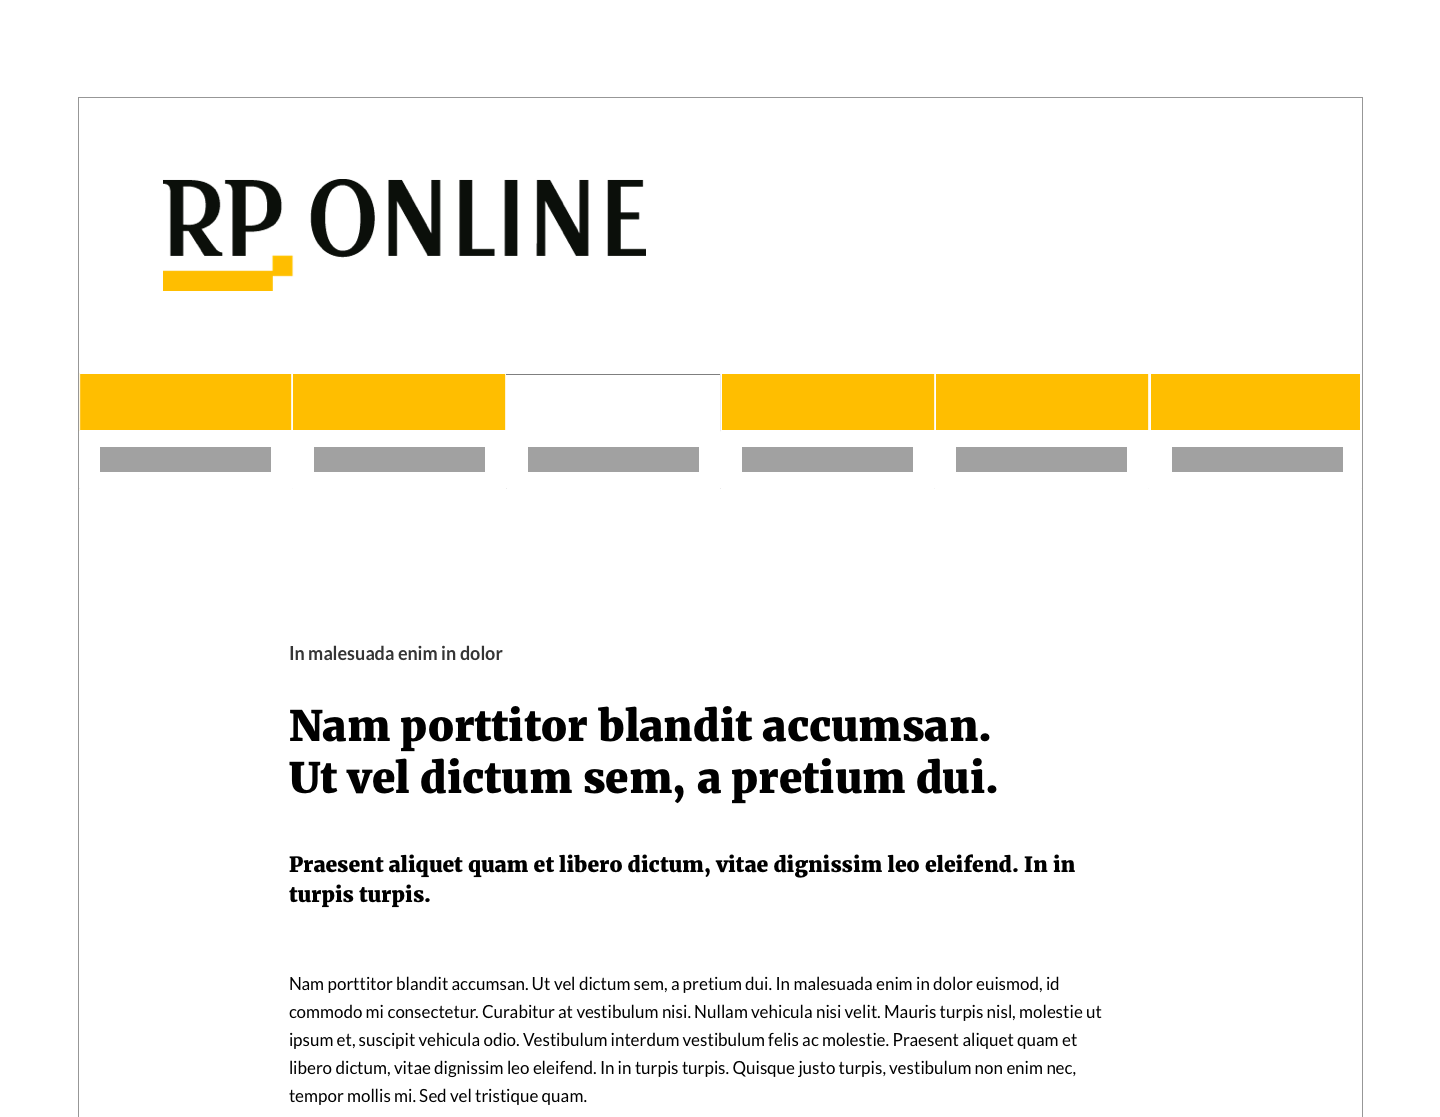 RP ONLINE
In malesuada enim in dolor
Nam porttitor blandit accumsan.
Ut vel dictum sem, a pretium dui.
Praesent aliquet quam et libero dictum, vitae dignissim leo eleifend. In in
turpis turpis.
Nam porttitor blandit accumsan. Ut vel dictum sem, a pretium dui. In malesuada enim in dolor euismod, id
commodo mi consectetur. Curabitur at vestibulum nisi. Nullam vehicula nisi velit. Mauris turpis nisl, molestie ut
ipsum et, suscipit vehicula odio. Vestibulum interdum vestibulum felis ac molestie. Praesent aliquet quam et
libero dictum, vitae dignissim leo eleifend. In in turpis turpis. Quisque justo turpis, vestibulum non enim nec,
tempor mollis mi. Sed vel tristique quam.